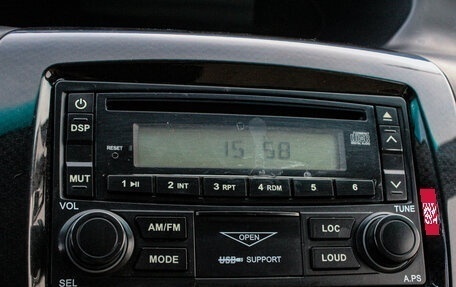 DSP
RESET
15 58
MUT
1 ▶II 2 INT 3 RPT 4 RDM 5 6
VOL
TUNE
AM/FM
LOC
OPEN
MODE
USB SUPPORT
LOUD
SEL
A.PS